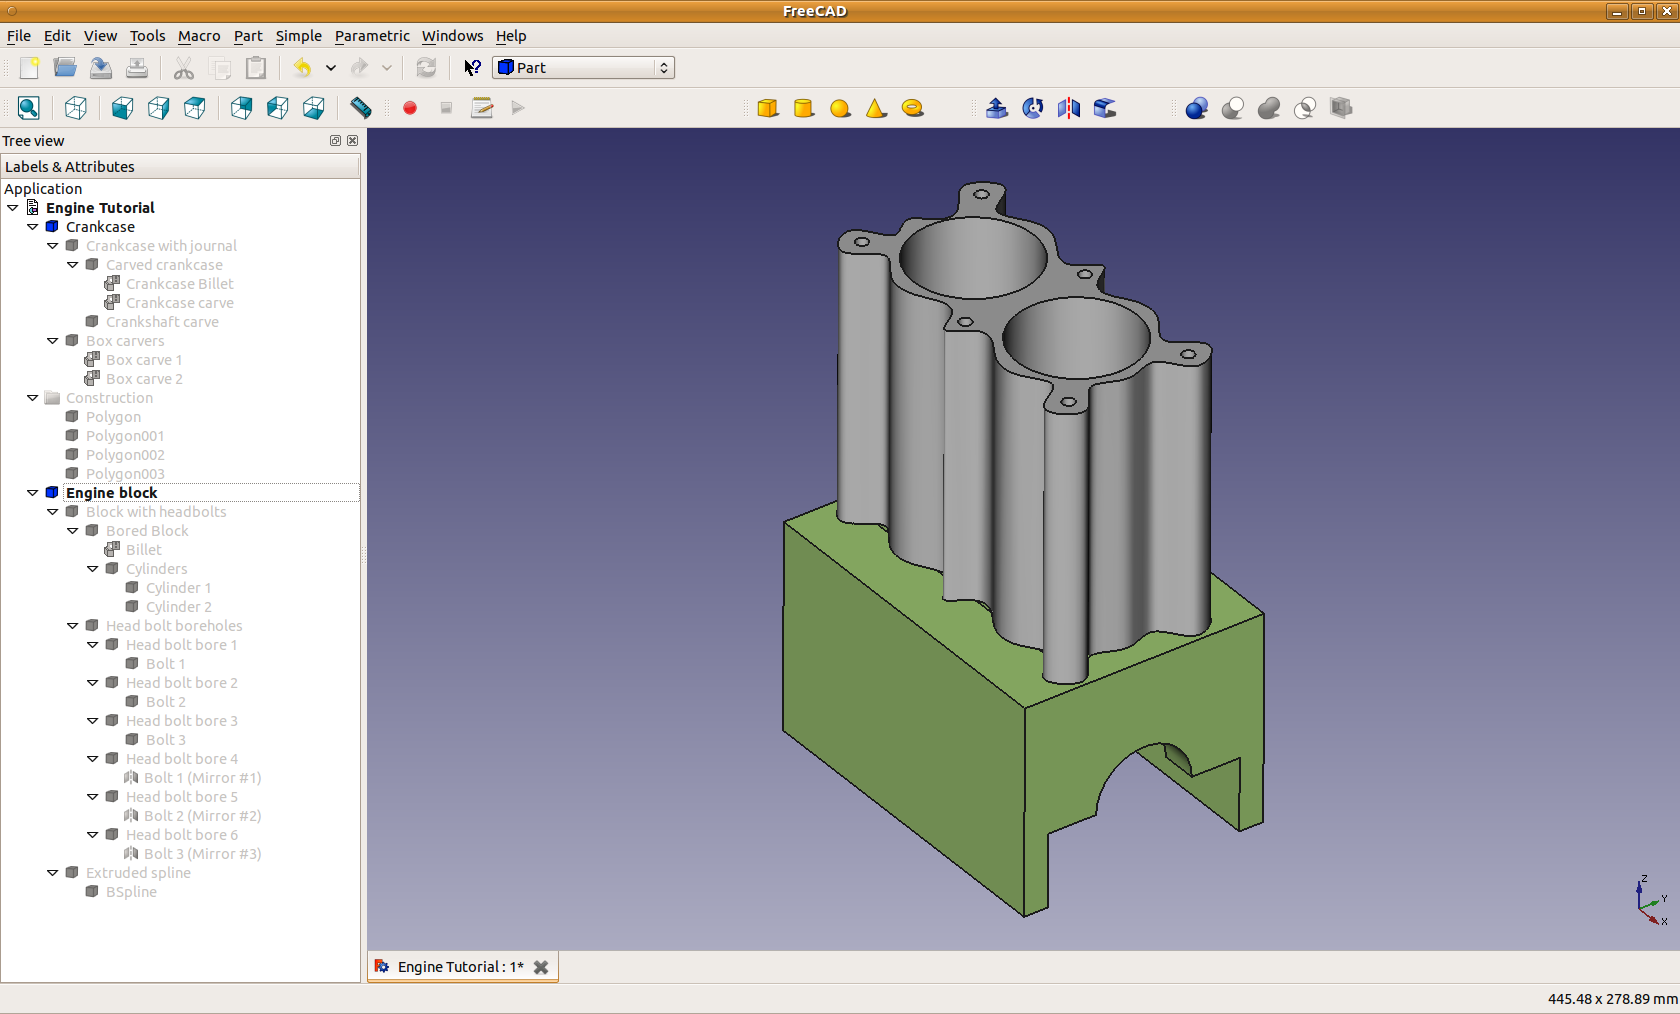 FreeCAD
File Edit View Tools Macro Part Simple Parametric Windows Help
Part
Tree view
Labels & Attributes
Application
Engine Tutorial
Crankcase
Crankcase with journal
Carved crankcase
Crankcase Billet
Crankcase carve
Crankshaft carve
Box carvers
Box carve 1
Box carve 2
Construction
Polygon
Polygon001
Polygon002
Polygon003
Engine block
Block with headbolts
Bored Block
Billet
Cylinders
Cylinder 1
Cylinder 2
Head bolt boreholes
Head bolt bore 1
Bolt 1
Head bolt bore 2
Bolt 2
Head bolt bore 3
Bolt 3
Head bolt bore 4
Bolt 1 (Mirror #1)
Head bolt bore 5
Bolt 2 (Mirror #2)
Head bolt bore 6
Bolt 3 (Mirror #3)
Extruded spline
BSpline
Z
Y
X
Engine Tutorial : 1*
445.48 x 278.89 mm